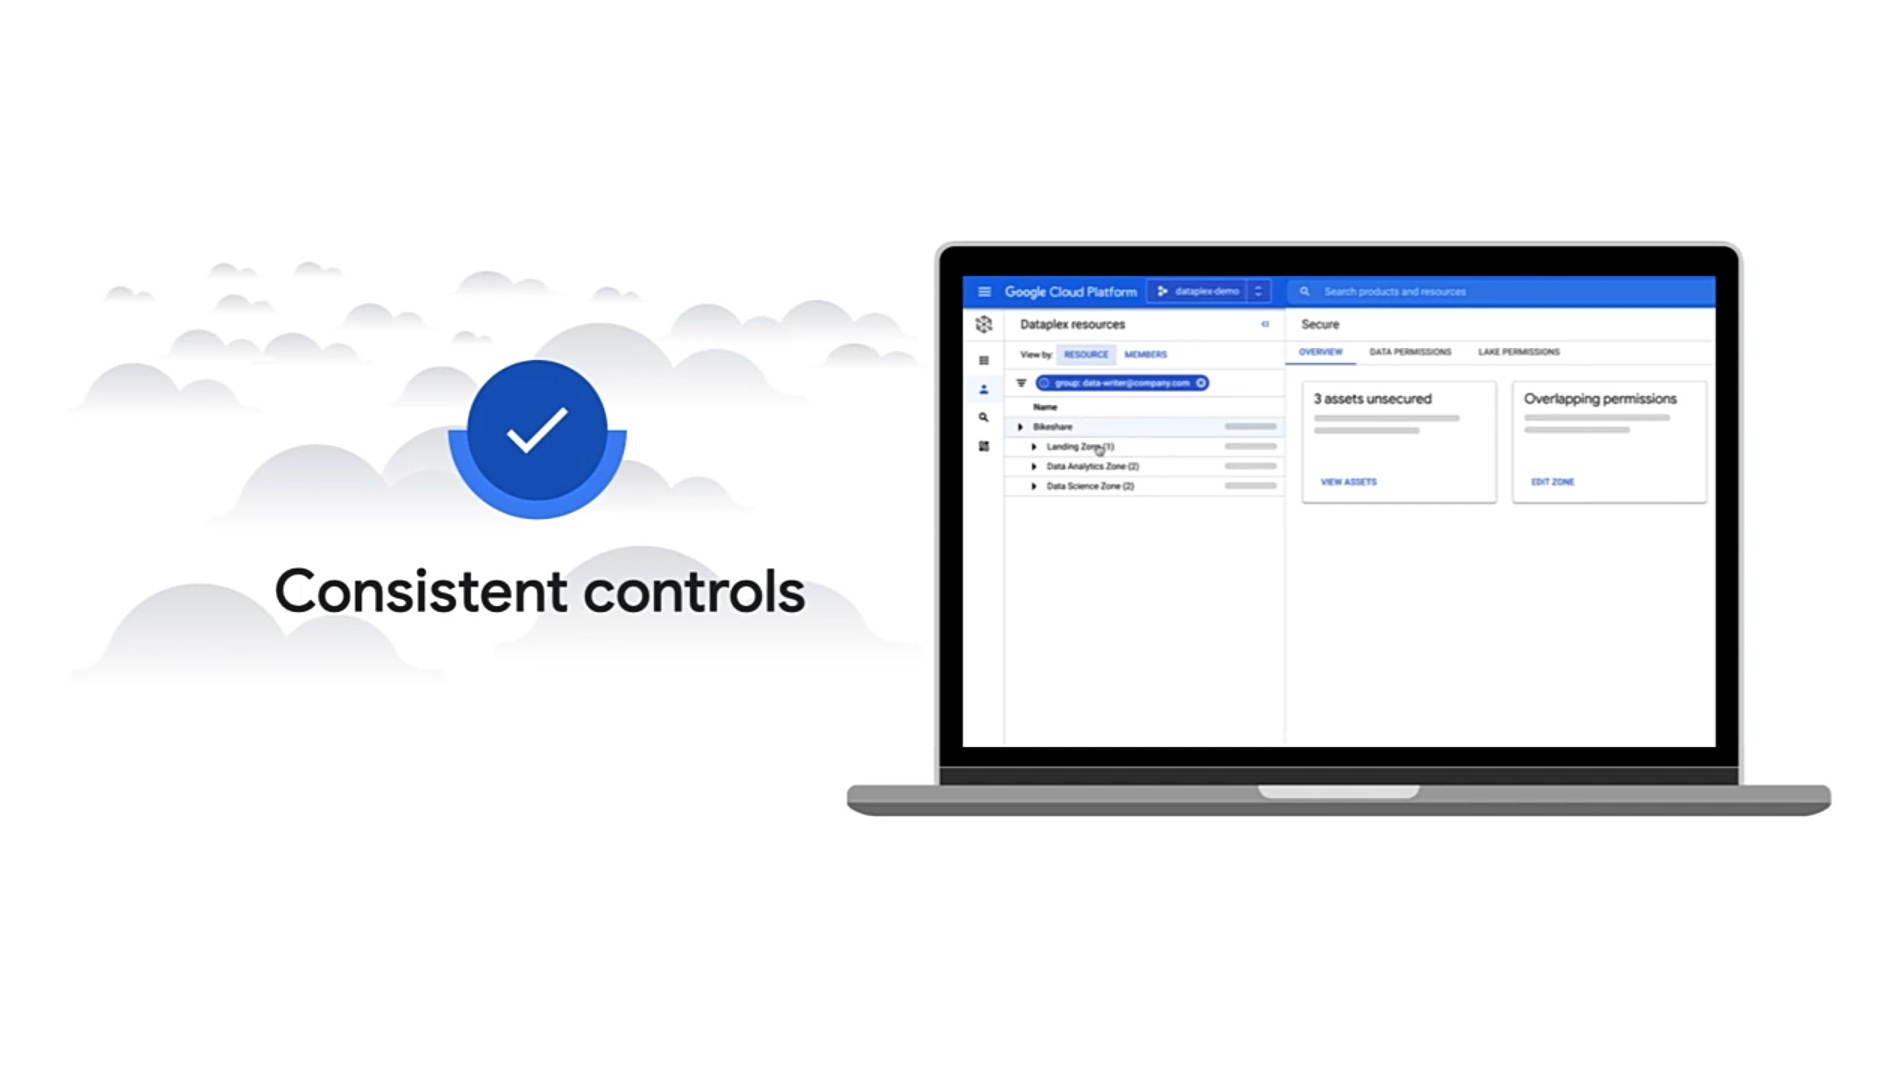 Consistent controls
Google Cloud Platform
dataplex-demo
Search products and resources
Dataplex resources
View by: RESOURCE MEMBERS
group: data-writer@company.com
Name
Bikeshare
Landing Zone (1)
Data Analytics Zone (2)
Data Science Zone (2)
Secure
OVERVIEW DATA PERMISSIONS LAKE PERMISSIONS
3 assets unsecured
VIEW ASSETS
Overlapping permissions
EDIT ZONE